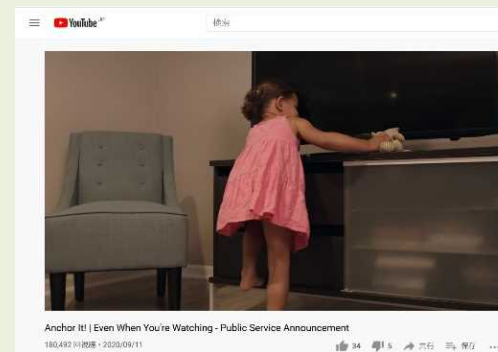 YouTube JP
検索
Anchor It! | Even When You're Watching - Public Service Announcement
180,492 回視聴・2020/09/11
34 5 共有 保存 ...